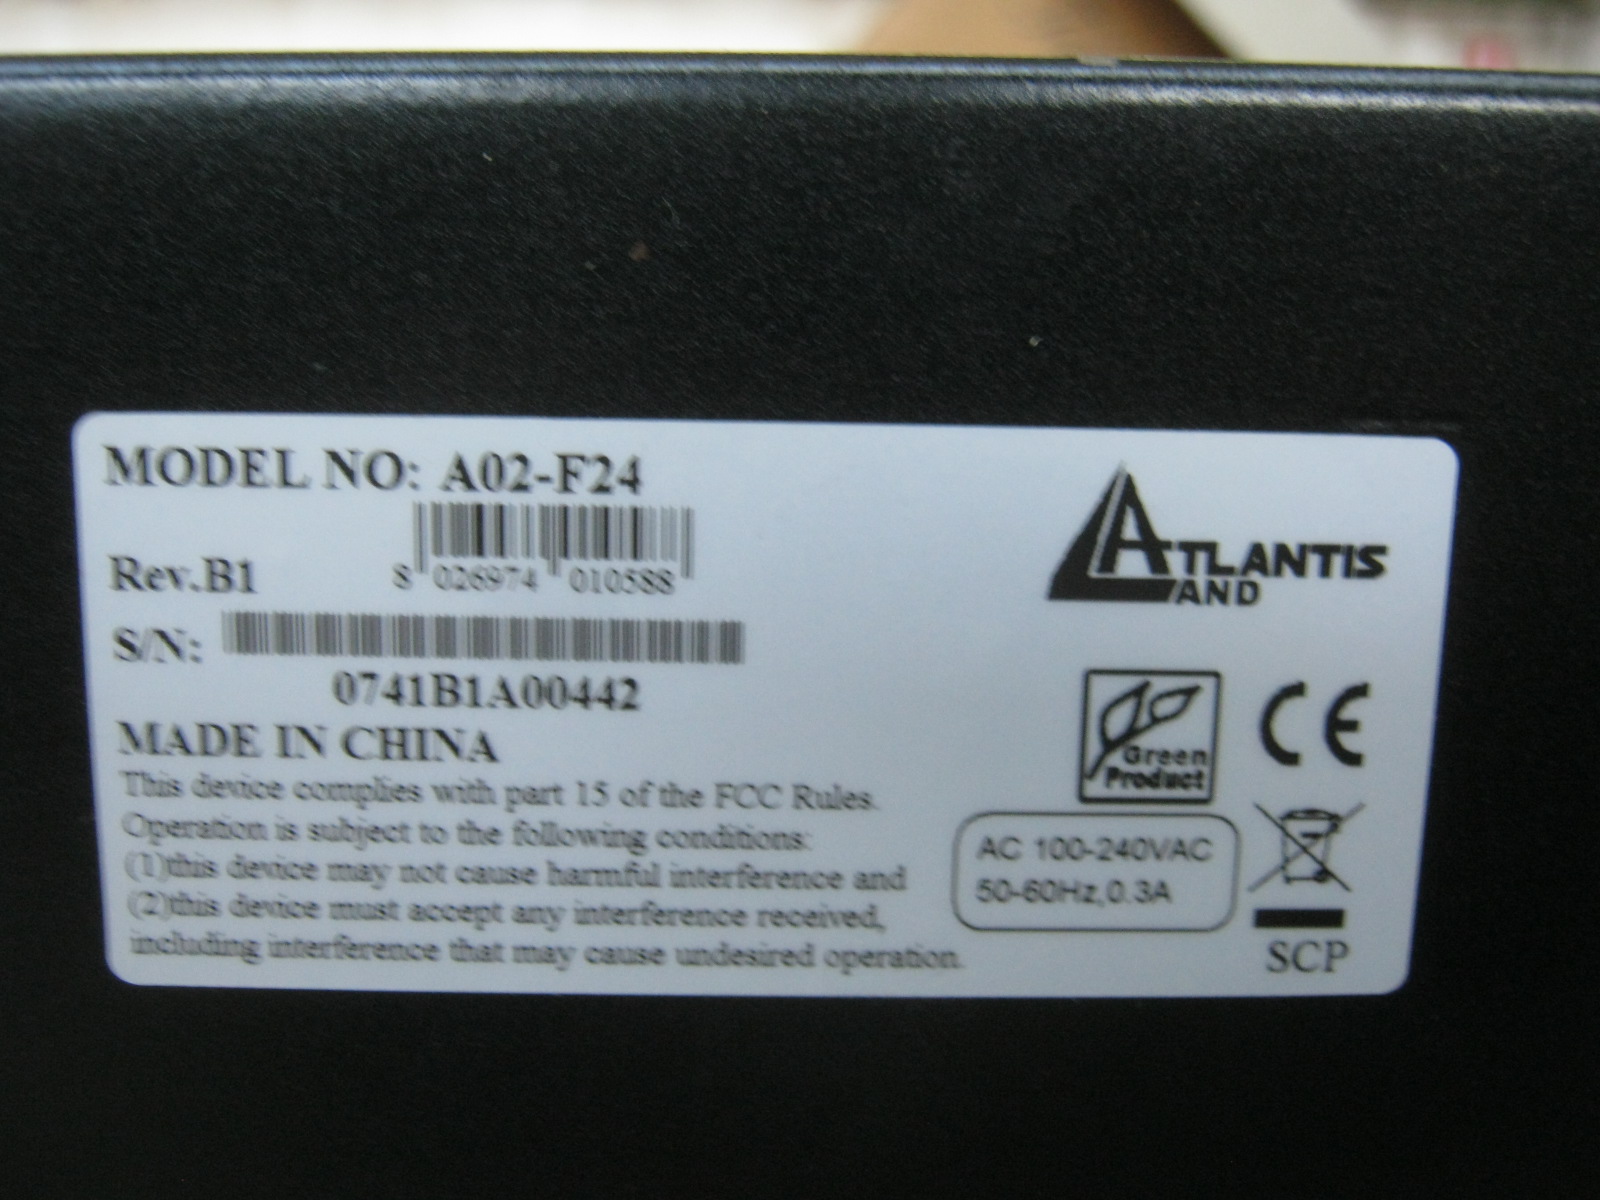 MODEL NO: A02-F24
8 026974 010588
Rev.B1
S/N:
0741B1A00442
MADE IN CHINA
This device complies with part 15 of the FCC Rules.
Operation is subject to the following conditions:
(1)this device may not cause harmful interference and
(2)this device must accept any interference received,
including interference that may cause undesired operation.
ATLANTIS
LAND
Green
Product
CE
AC 100-240VAC
50-60Hz,0.3A
SCP